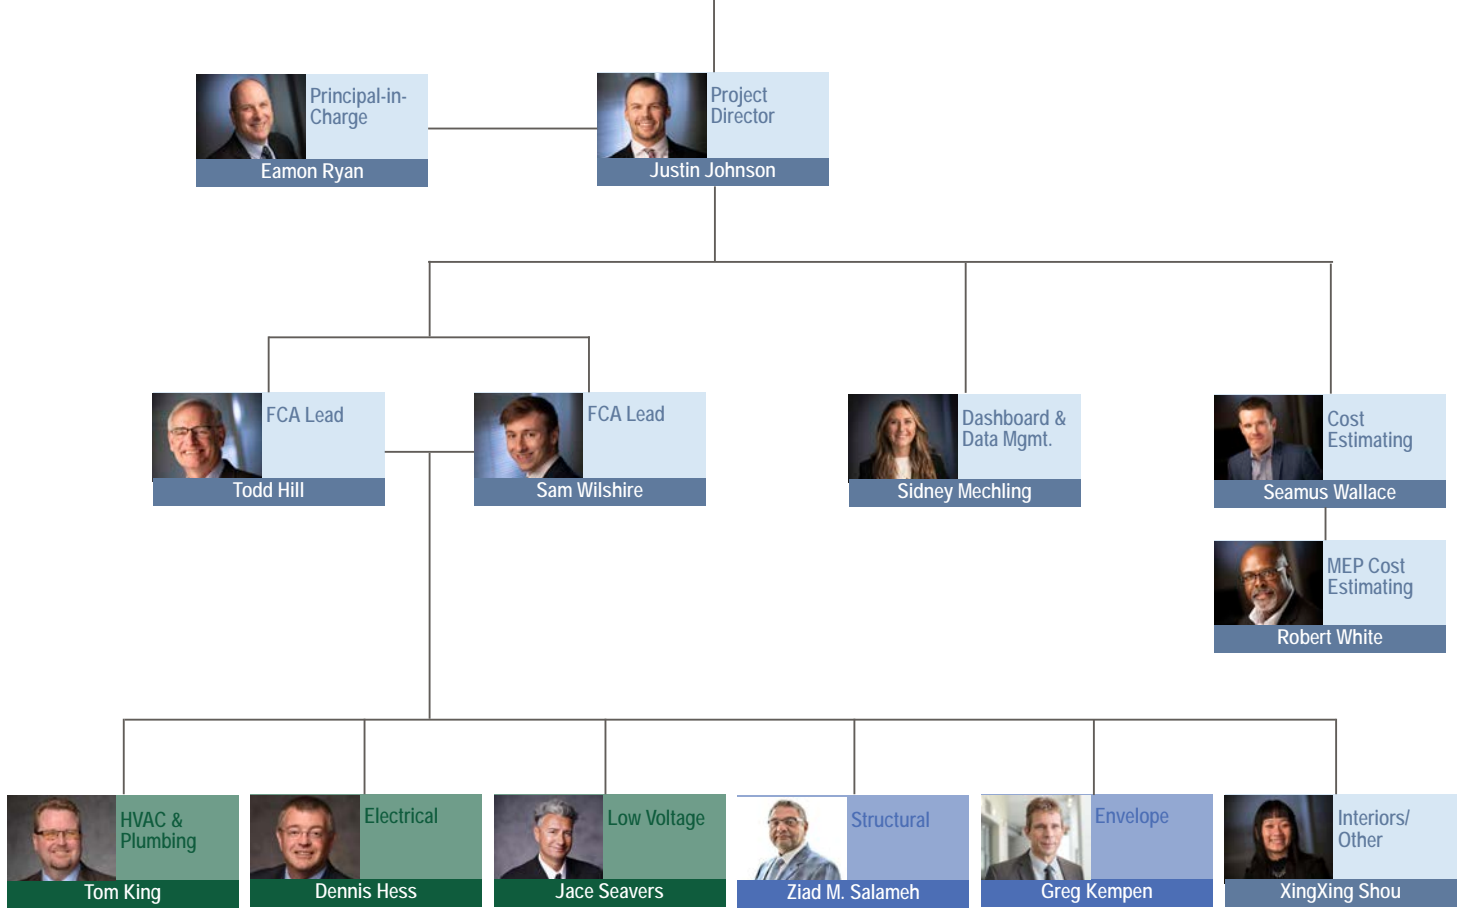 Principal-in-
Charge
Eamon Ryan
Project
Director
Justin Johnson
FCA Lead
Todd Hill
FCA Lead
Sam Wilshire
Dashboard &
Data Mgmt.
Sidney Mechling
Cost
Estimating
Seamus Wallace
MEP Cost
Estimating
Robert White
HVAC &
Plumbing
Tom King
Electrical
Dennis Hess
Low Voltage
Jace Seavers
Structural
Ziad M. Salameh
Envelope
Greg Kempen
Interiors/
Other
XingXing Shou